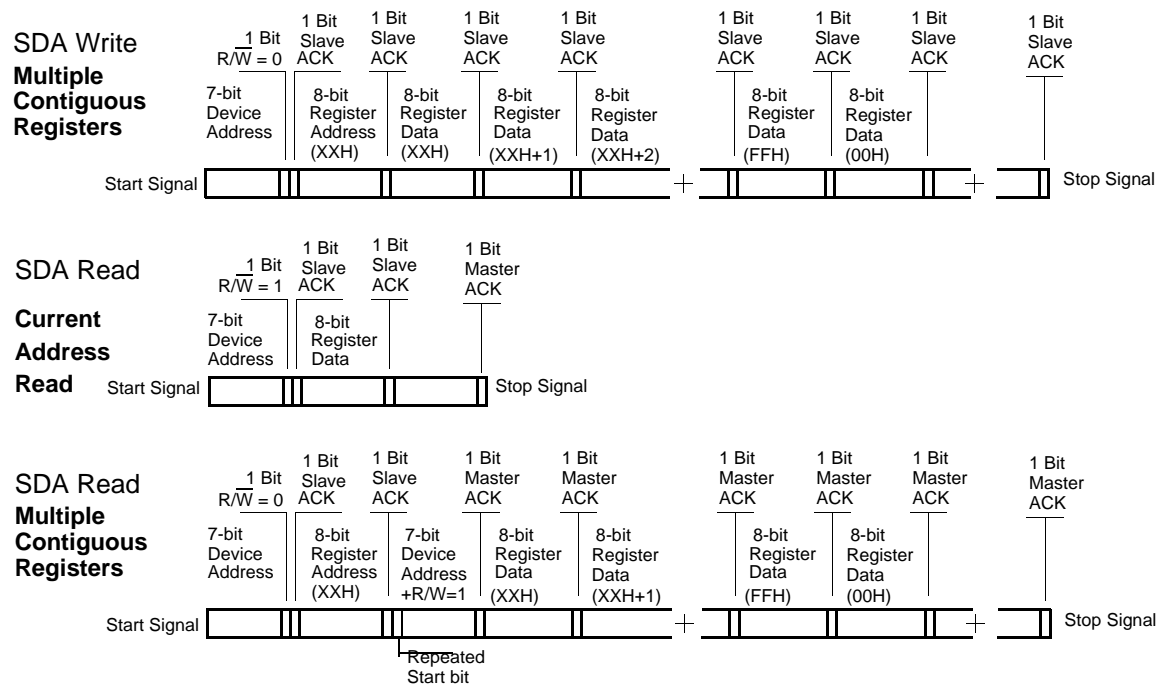 SDA Write
Multiple
Contiguous
Registers
1 Bit
R/W = 0
1 Bit
Slave
ACK
1 Bit
Slave
ACK
1 Bit
Slave
ACK
1 Bit
Slave
ACK
1 Bit
Slave
ACK
1 Bit
Slave
ACK
1 Bit
Slave
ACK
1 Bit
Slave
ACK
7-bit
Device
Address
8-bit
Register
Address
(XXH)
8-bit
Register
Data
(XXH)
8-bit
Register
Data
(XXH+1)
8-bit
Register
Data
(XXH+2)
8-bit
Register
Data
(FFH)
8-bit
Register
Data
(00H)
Start Signal
Stop Signal
SDA Read
Current
Address
Read
1 Bit
R/W = 1
1 Bit
Slave
ACK
1 Bit
Slave
ACK
1 Bit
Master
ACK
7-bit
Device
Address
8-bit
Register
Data
Start Signal
Stop Signal
SDA Read
Multiple
Contiguous
Registers
1 Bit
R/W = 0
1 Bit
Slave
ACK
1 Bit
Slave
ACK
1 Bit
Master
ACK
1 Bit
Master
ACK
1 Bit
Master
ACK
1 Bit
Master
ACK
1 Bit
Master
ACK
1 Bit
Master
ACK
7-bit
Device
Address
8-bit
Register
Address
(XXH)
7-bit
Device
Address
+R/W=1
8-bit
Register
Data
(XXH)
8-bit
Register
Data
(XXH+1)
8-bit
Register
Data
(FFH)
8-bit
Register
Data
(00H)
Start Signal
Stop Signal
Repeated
Start bit